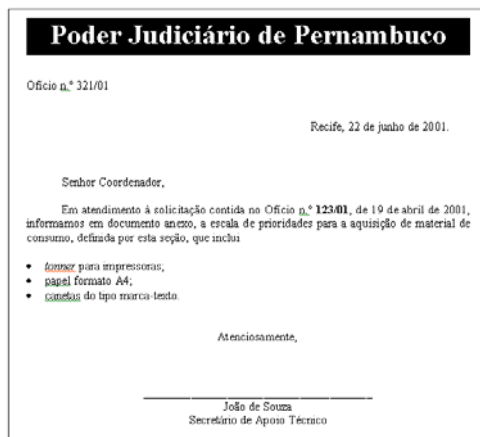 Poder Judiciário de Pernambuco
Ofício n.º 321/01
Recife, 22 de junho de 2001.
Senhor Coordenador,
Em atendimento à solicitação contida no Ofício n.º 123/01, de 19 de abril de 2001,
informamos em documento anexo, a escala de prioridades para a aquisição de material de
consumo, definida por esta seção, que inclui
• tonner para impressoras;
• papel formato A4;
• canetas do tipo marca-texto.
Atenciosamente,
João de Souza
Secretário de Apoio Técnico